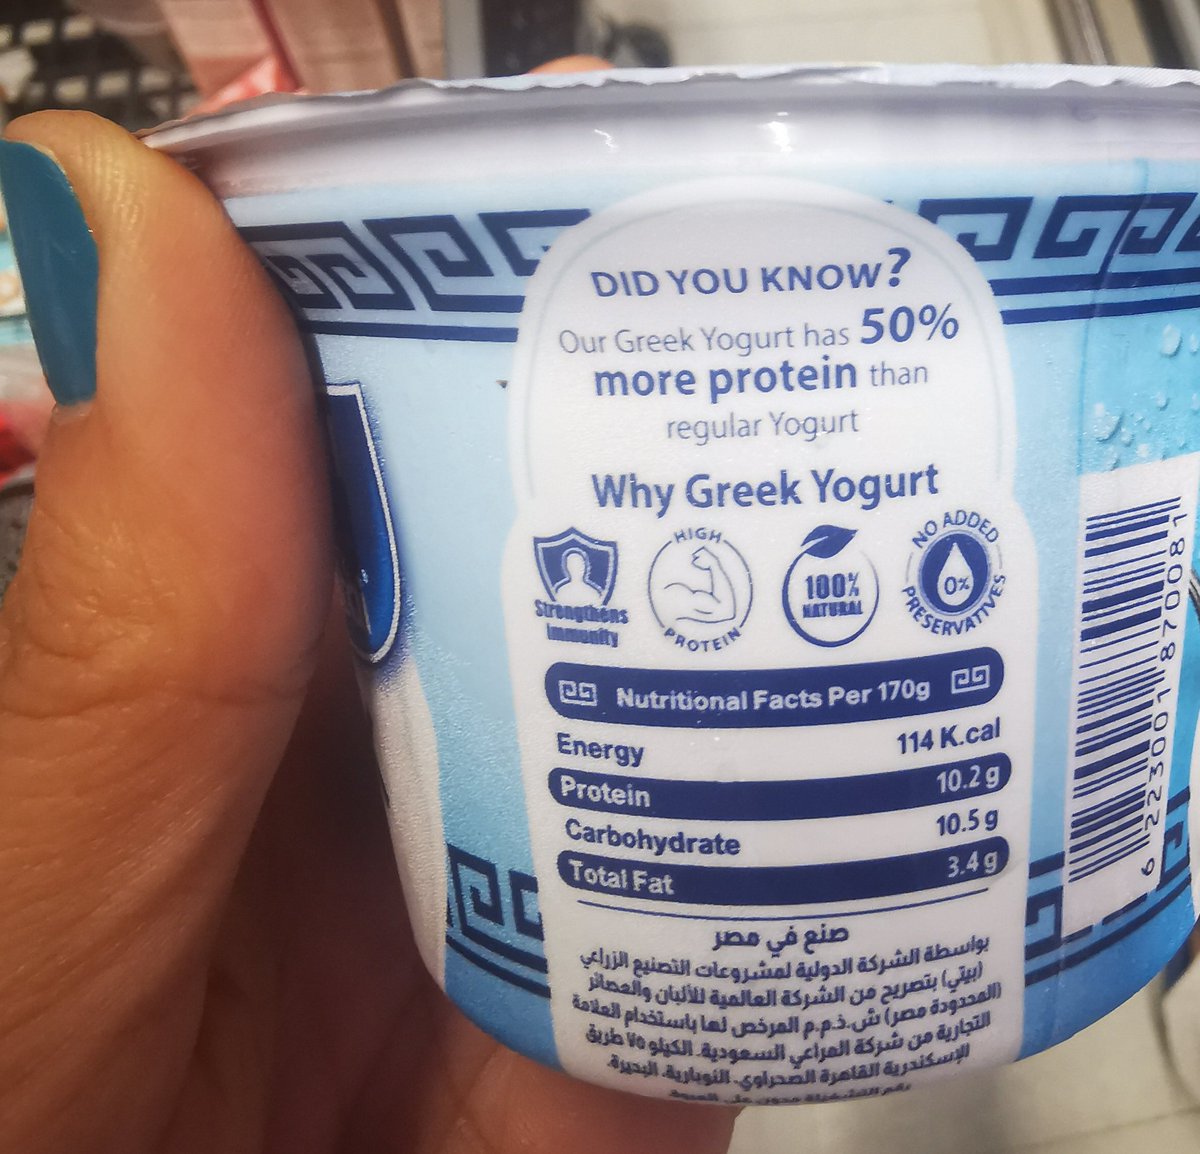 DID YOU KNOW?
Our Greek Yogurt has 50%
more protein than
regular Yogurt
Why Greek Yogurt
Strengthens
Immunity
HIGH
PROTEIN
100%
NATURAL
NO ADDED
0%
PRESERVATIVES
Nutritional Facts Per 170g
Energy 114 K.cal
Protein 10.2 g
Carbohydrate 10.5 g
Total Fat 3.4 g
صنع في مصر
بواسطة الشركة الدولية لمشروعات التصنيع الزراعي
(بيتي) بتصريح من الشركة العالمية للألبان والعصائر
(المحدودة مصر) ش.ذ.م.م المرخص لها باستخدام العلامة
التجارية من شركة المراعي السعودية. الكيلو ٧٥ طريق
الإسكندرية القاهرة الصحراوي. النوبارية. البحيرة.
6 223001 870081